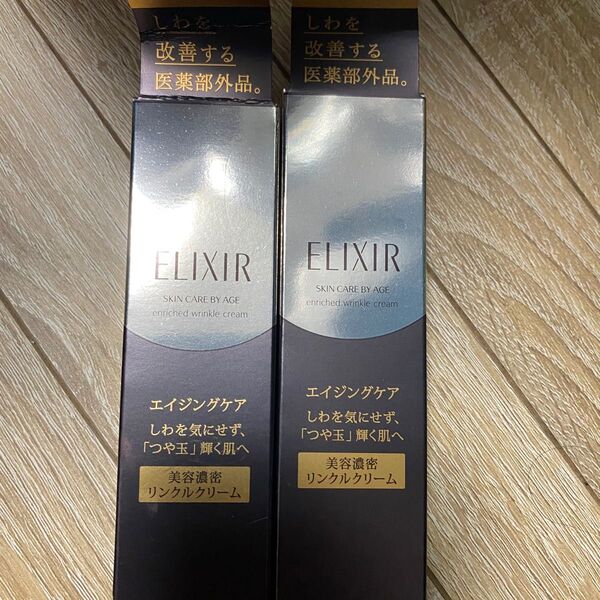 しわを
改善する
医薬部外品。
ELIXIR
SKIN CARE BY AGE
enriched wrinkle cream
エイジングケア
しわを気にせず、
「つや玉」輝く肌へ
美容濃密
リンクルクリーム
しわを
改善する
医薬部外品。
ELIXIR
SKIN CARE BY AGE
enriched wrinkle cream
エイジングケア
しわを気にせず、
「つや玉」輝く肌へ
美容濃密
リンクルクリーム